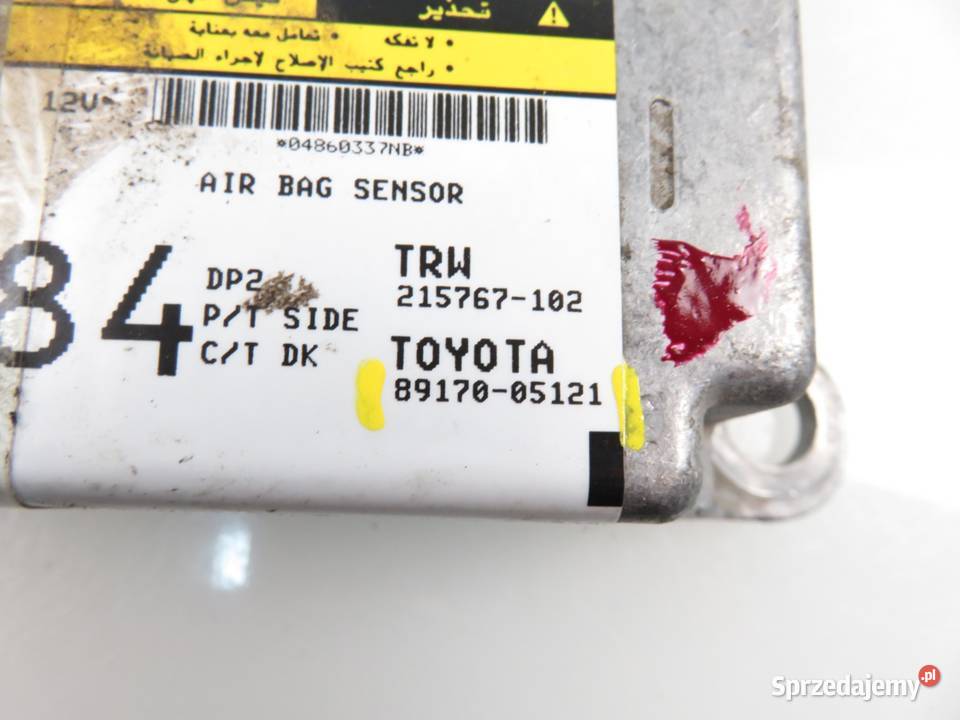 تحذير
• لا تفكه • تعامل معه بعناية
• راجع كتيب الإصلاح لاجراء الصيانة
12V
*04860337NB*
AIR BAG SENSOR
84
DP2
P/T SIDE
C/T DK
TRW
215767-102
TOYOTA
89170-05121
Sprzedajemy.pl